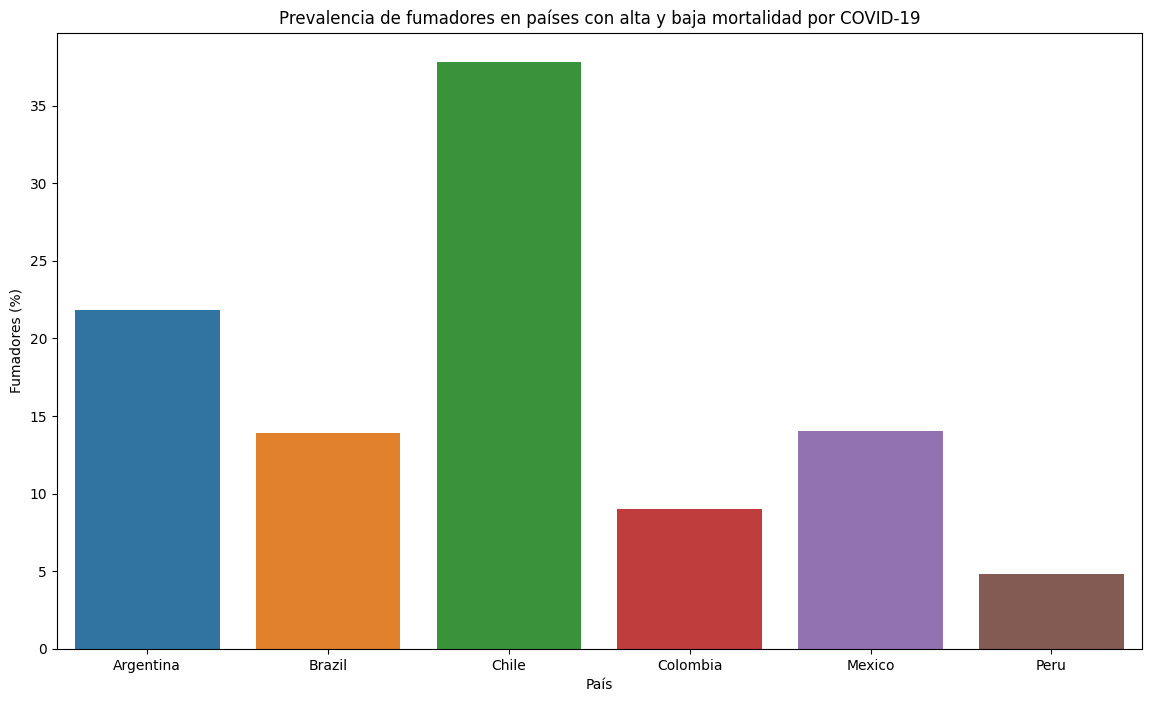 Prevalencia de fumadores en países con alta y baja mortalidad por COVID-19
Fumadores (%)
35
30
25
20
15
10
5
0
Argentina Brazil Chile Colombia Mexico Peru
País